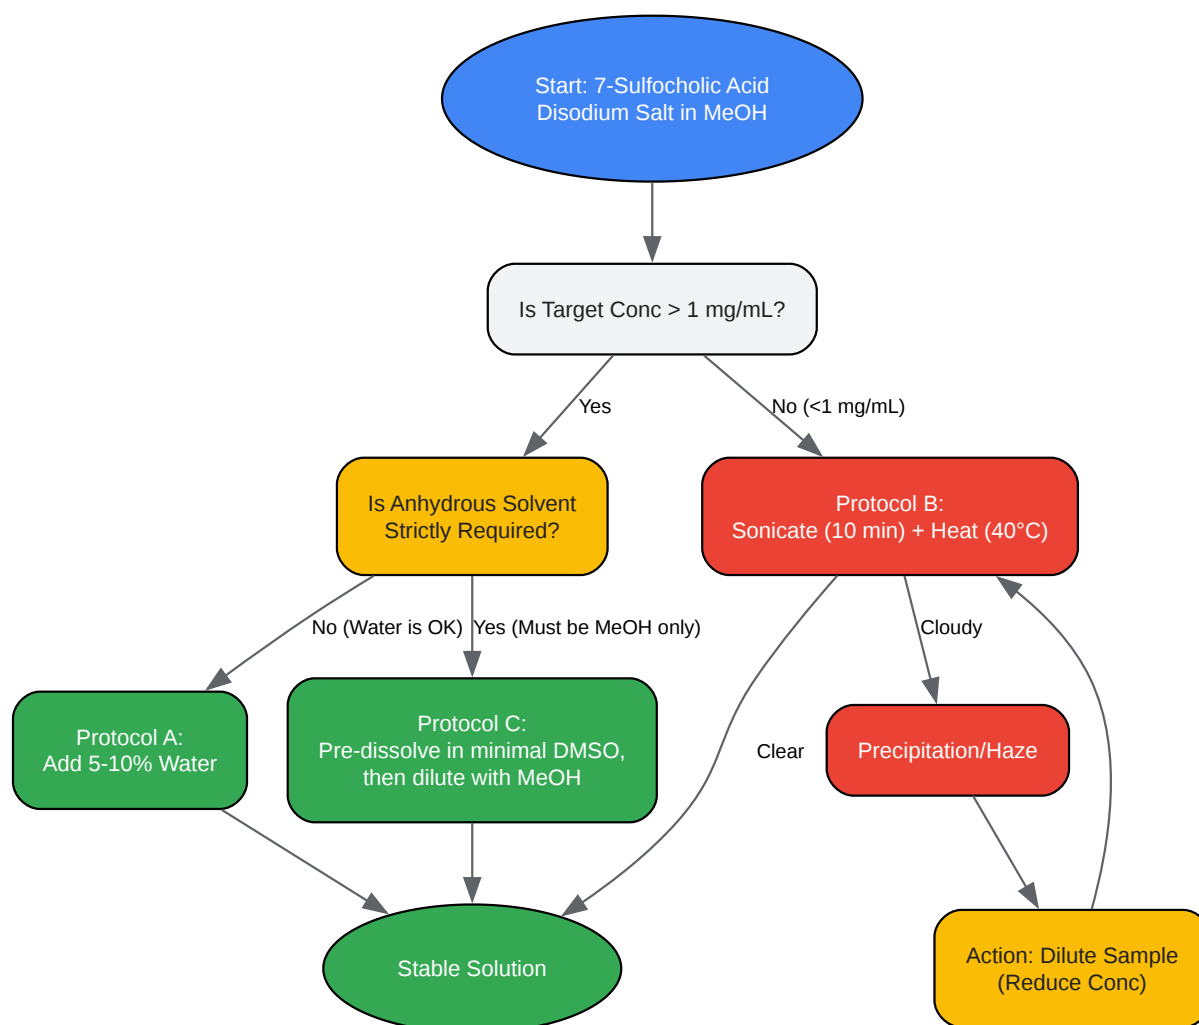 Start: 7-Sulfocholic Acid
Disodium Salt in MeOH
Is Target Conc > 1 mg/mL?
Yes
No (<1 mg/mL)
Is Anhydrous Solvent
Strictly Required?
Protocol B:
Sonicate (10 min) + Heat (40°C)
No (Water is OK)
Yes (Must be MeOH only)
Cloudy
Protocol A:
Add 5-10% Water
Protocol C:
Pre-dissolve in minimal DMSO,
then dilute with MeOH
Clear
Precipitation/Haze
Stable Solution
Action: Dilute Sample
(Reduce Conc)